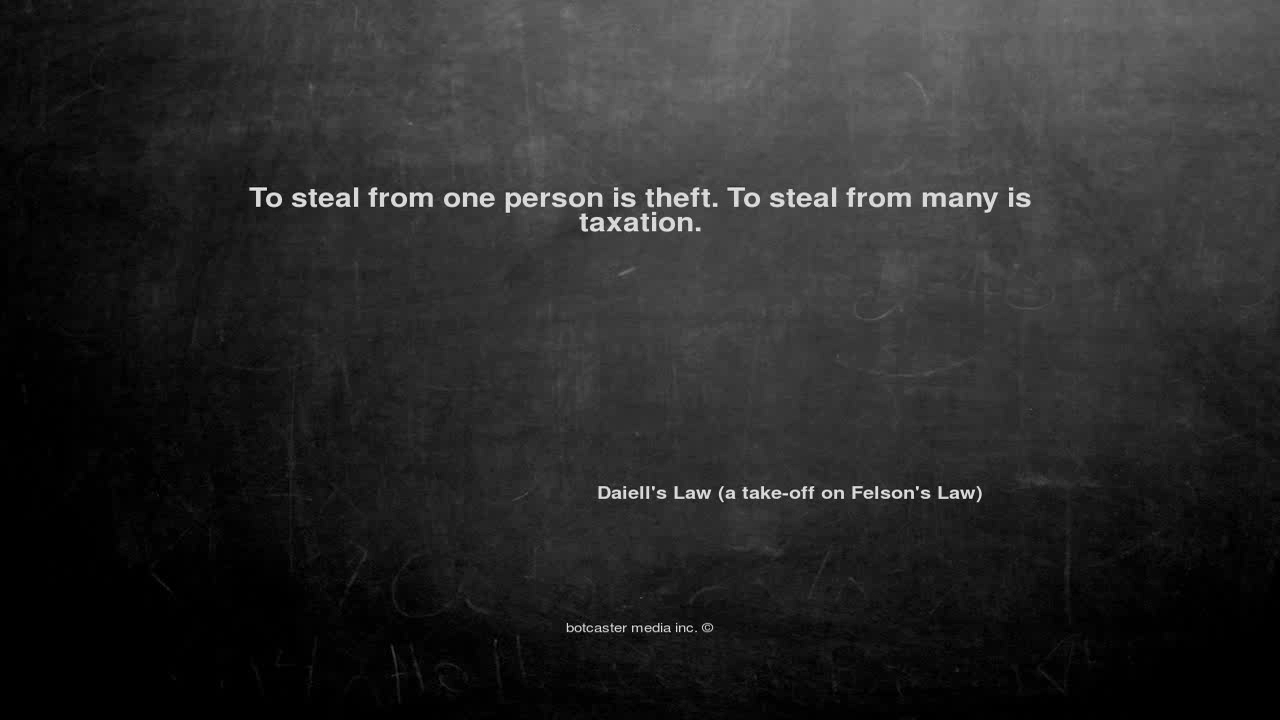 To steal from one person is theft. To steal from many is
taxation.
Daiell's Law (a take-off on Felson's Law)
botcaster media inc. ©